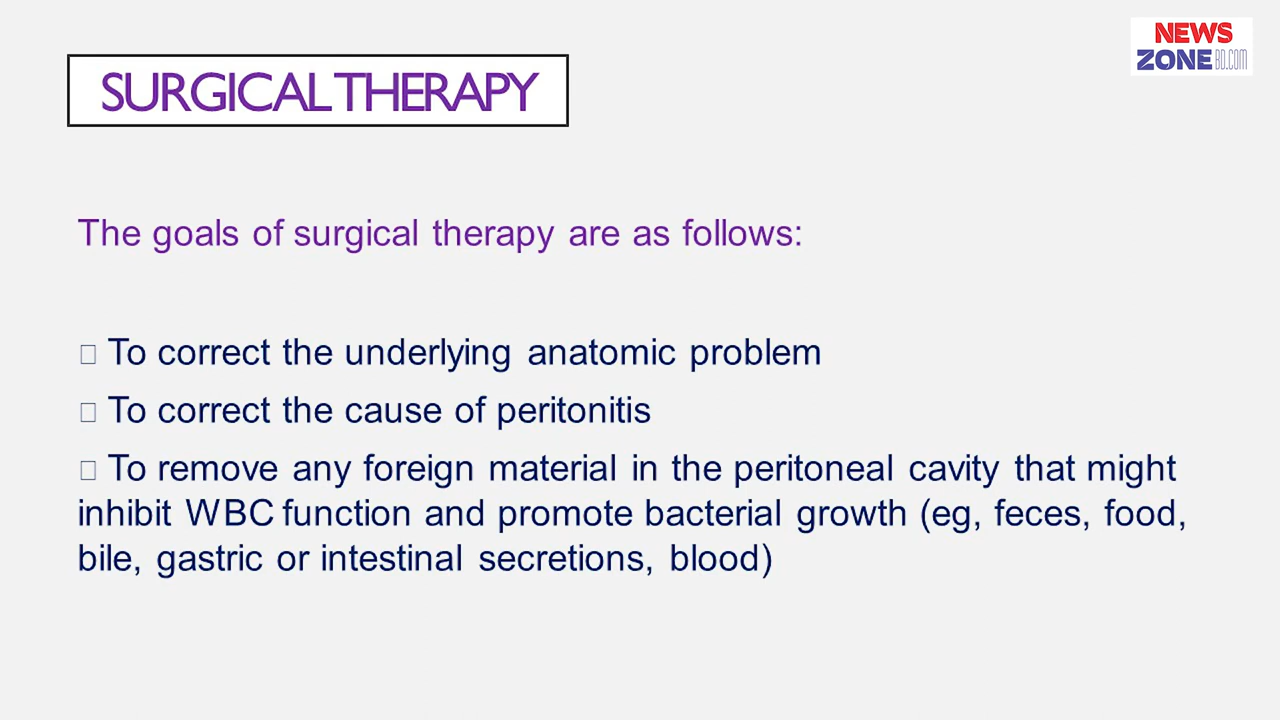 NEWS
ZONEBD.COM
SURGICAL THERAPY
The goals of surgical therapy are as follows:
To correct the underlying anatomic problem
To correct the cause of peritonitis
To remove any foreign material in the peritoneal cavity that might
inhibit WBC function and promote bacterial growth (eg, feces, food,
bile, gastric or intestinal secretions, blood)